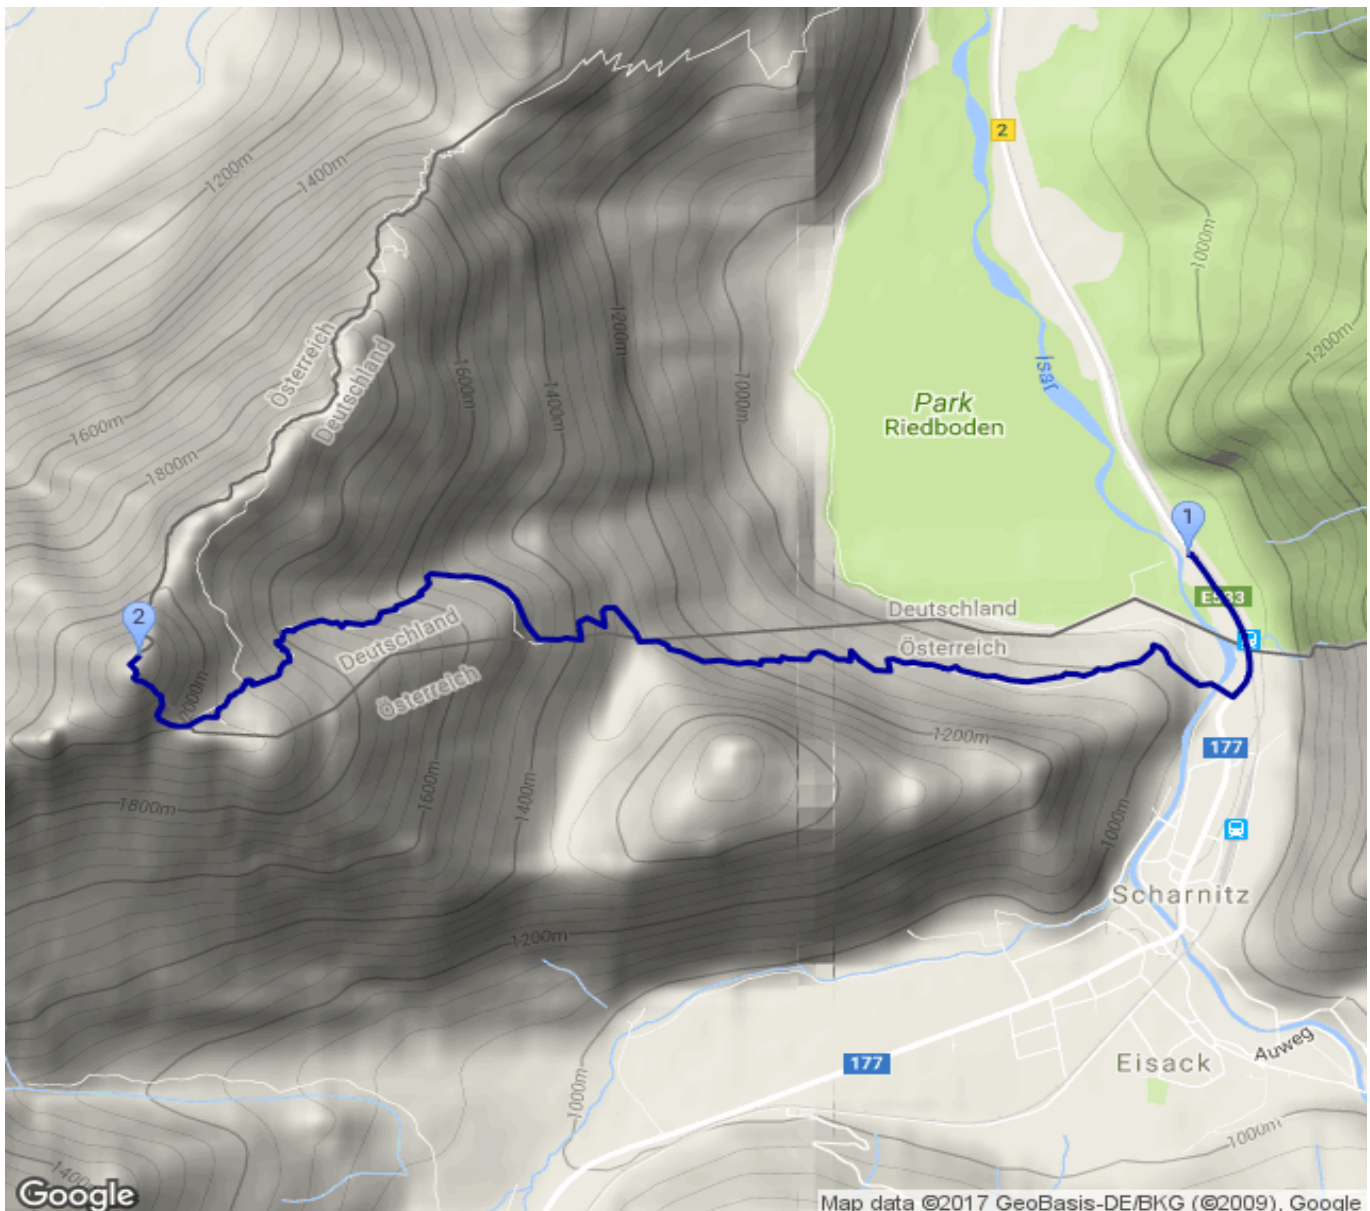 2
1200m
1400m
1000m
1200m
Österreich
Deutschland
1200m
1600m
1400m
1000m
Isar
Park
Riedboden
1600m
1800m
1
E533
2
Deutschland
Österreich
Deutschland
Österreich
2000m
1200m
177
1800m
1600m
1400m
1000m
Scharnitz
1200m
177
Eisack
Auweg
1000m
1000m
1400m
Google
Map data ©2017 GeoBasis-DE/BKG (©2009), Google